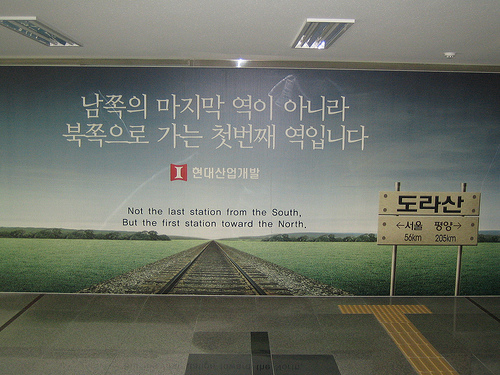 남쪽의 마지막 역이 아니라
북쪽으로 가는 첫번째 역입니다
현대산업개발
Not the last station from the South,
But the first station toward the North.
도라산
←서울 평양→
56km 205km